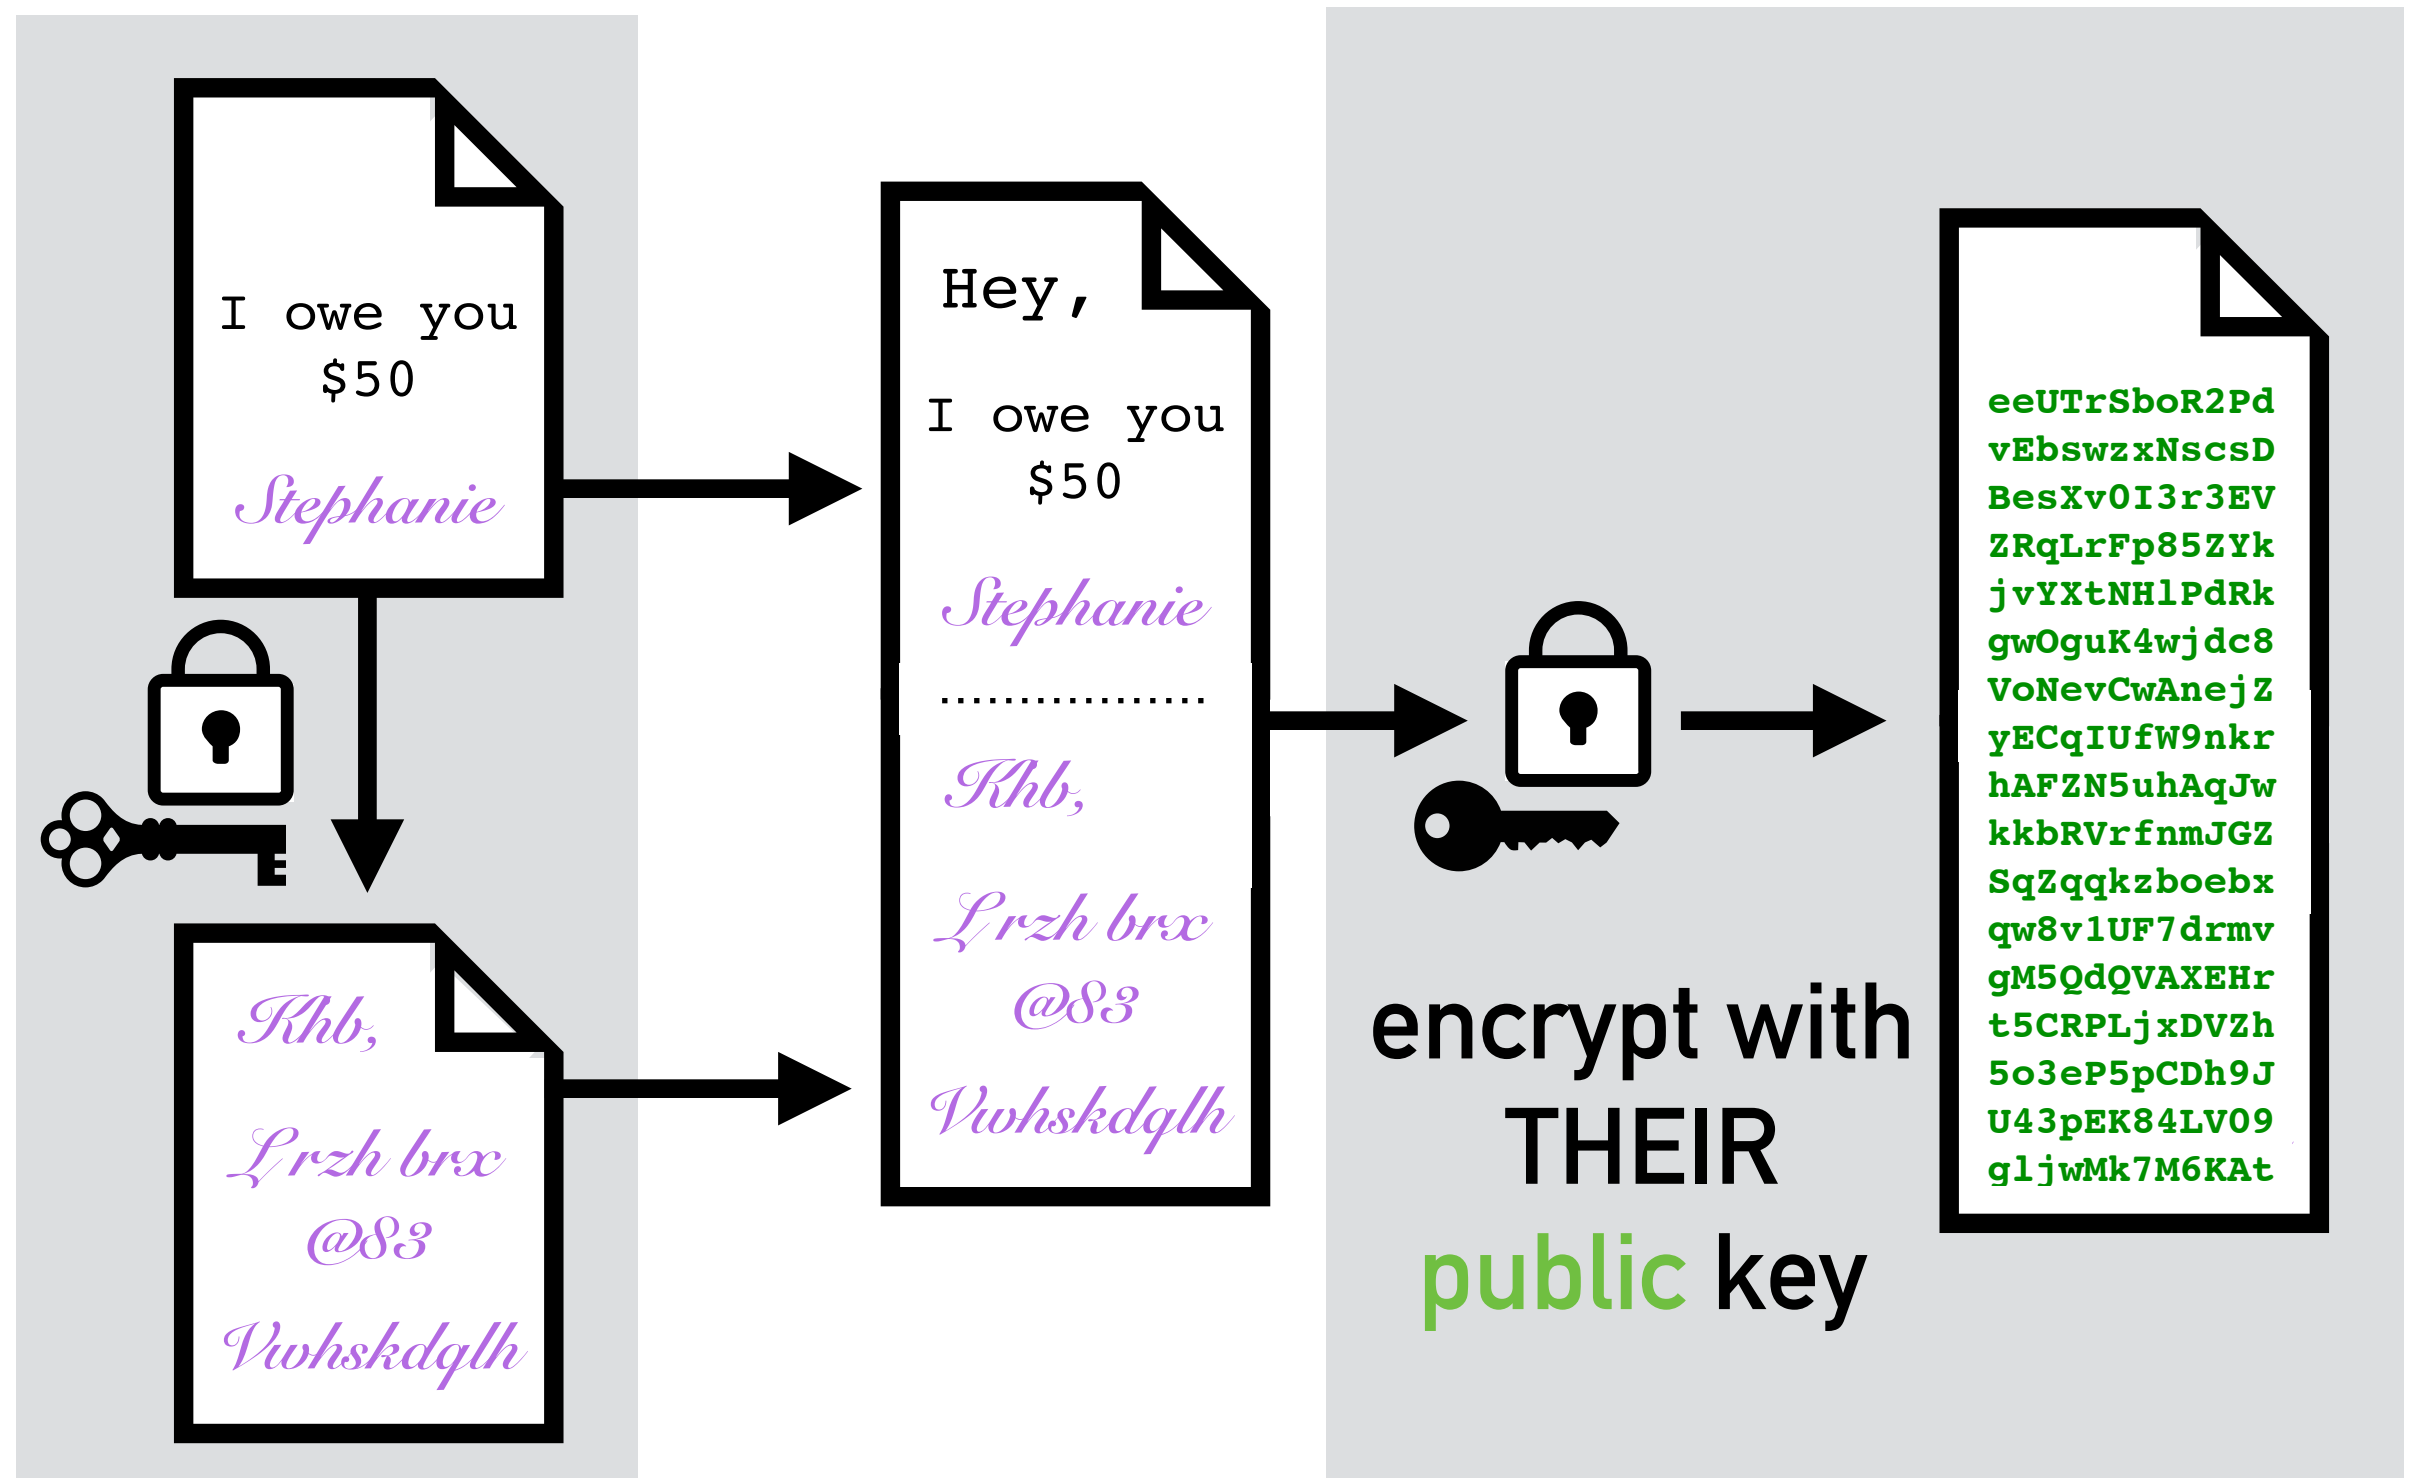 I owe you
$50
Stephanie
Khb,
Lrzh brx
@83
Vwhskdqlh
Hey,
I owe you
$50
Stephanie
.................
Khb,
Lrzh brx
@83
Vwhskdqlh
encrypt with
THEIR
public key
eeUTrSboR2Pd
vEbswzxNscsD
BesXv0I3r3EV
ZRqLrFp85ZYk
jvYXtNHlPdRk
gwOguK4wjdc8
VoNevCwAnejZ
yECqIUfW9nkr
hAFZN5uhAqJw
kkbRVrfnmJGZ
SqZqqkzboebx
qw8v1UF7drmv
gM5QdQVAXEHr
t5CRPLjxDVZh
5o3eP5pCDh9J
U43pEK84LVO9
gljwMk7M6KAt